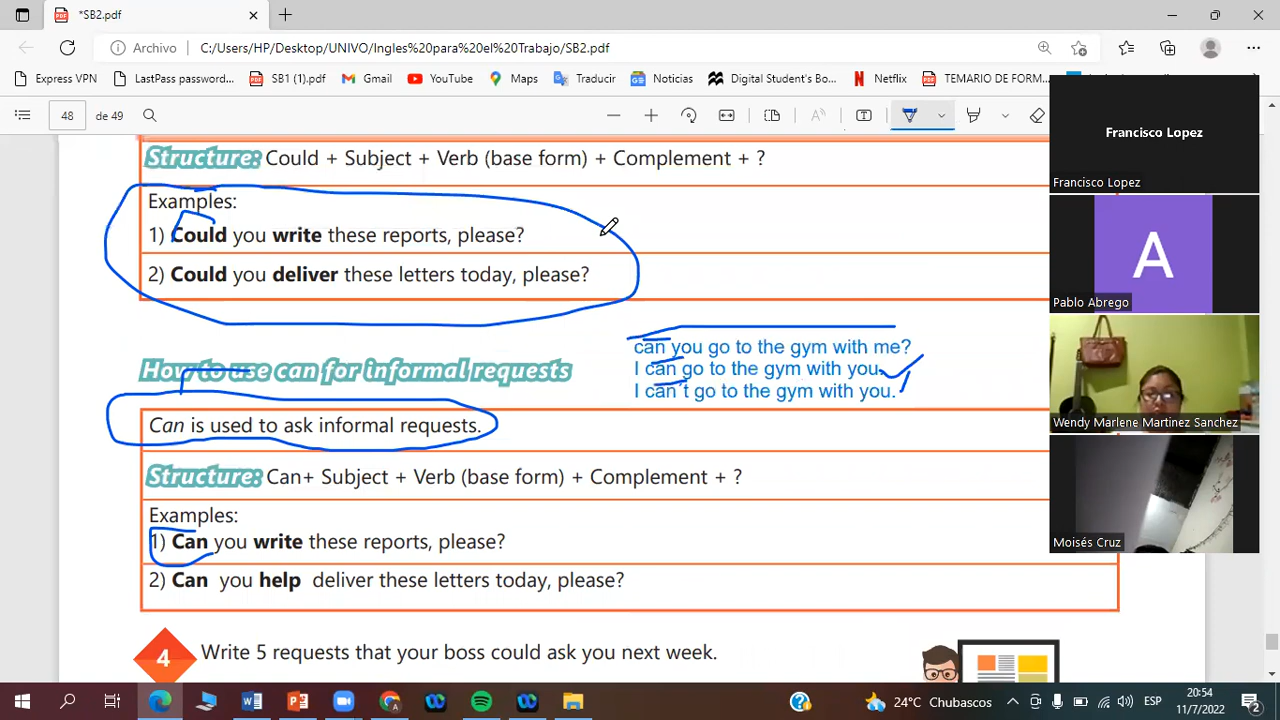 *SB2.pdf
Archivo C:/Users/HP/Desktop/UNIVO/Ingles%20para%20el%20Trabajo/SB2.pdf
Express VPN LastPass password... SB1 (1).pdf Gmail YouTube Maps Traducir Noticias Digital Student's Bo... Netflix TEMARIO DE FORM...
48 de 49
Structure: Could + Subject + Verb (base form) + Complement + ?
Examples:
1) Could you write these reports, please?
2) Could you deliver these letters today, please?
can you go to the gym with me?
I can go to the gym with you.
I can't go to the gym with you.
How to use can for informal requests
Can is used to ask informal requests.
Structure: Can+ Subject + Verb (base form) + Complement + ?
Examples:
1) Can you write these reports, please?
2) Can you help deliver these letters today, please?
4 Write 5 requests that your boss could ask you next week.
Francisco Lopez
Francisco Lopez
A
Pablo Abrego
Wendy Marlene Martinez Sanchez
Moisés Cruz
24°C Chubascos ESP 20:54
11/7/2022 2